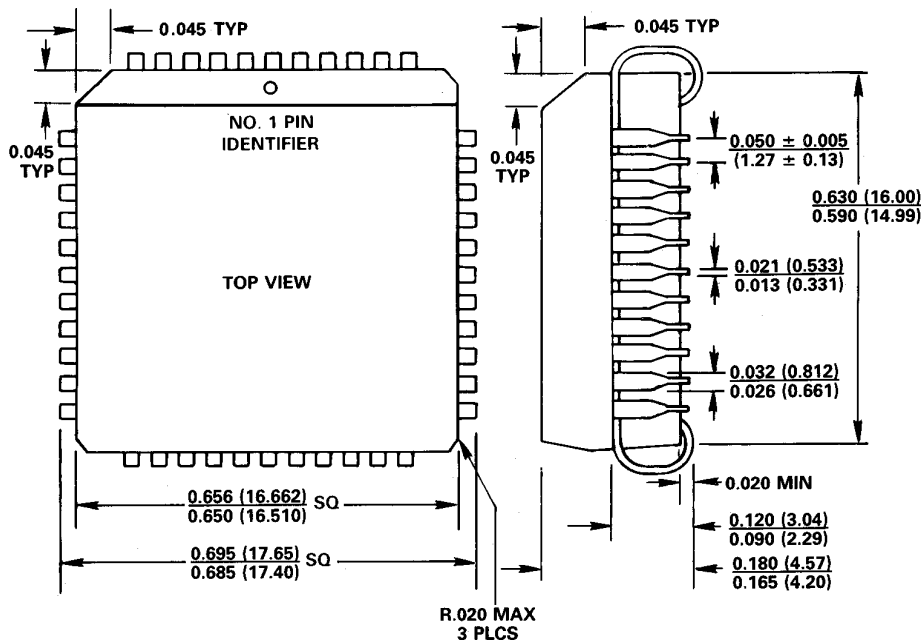 0.045 TYP
0.045 TYP
NO. 1 PIN
IDENTIFIER
0.045
TYP
TOP VIEW
0.045
TYP
0.050 ± 0.005
(1.27 ± 0.13)
0.630 (16.00)
0.590 (14.99)
0.021 (0.533)
0.013 (0.331)
0.032 (0.812)
0.026 (0.661)
0.020 MIN
0.656 (16.662) SQ
0.650 (16.510)
0.120 (3.04)
0.090 (2.29)
0.695 (17.65) SQ
0.685 (17.40)
0.180 (4.57)
0.165 (4.20)
R.020 MAX
3 PLCS